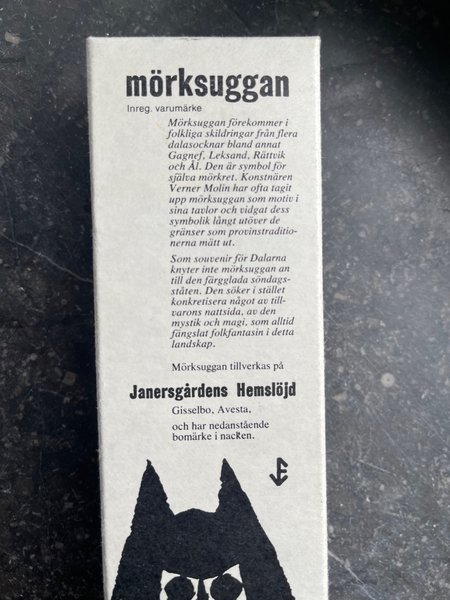 mörksuggan
Inreg. varumärke
Mörksuggan förekommer i
folkliga skildringar från flera
dalasocknar bland annat
Gagnef, Leksand, Rättvik
och Ål. Den är symbol för
själva mörkret. Konstnären
Verner Molin har ofta tagit
upp mörksuggan som motiv i
sina tavlor och vidgat dess
symbolik långt utöver de
gränser som provinstraditio-
nerna mätt ut.
Som souvenir för Dalarna
knyter inte mörksuggan an
till den färgglada söndags-
ståten. Den söker i stället
konkretisera något av till-
varons nattsida, av den
mystik och magi, som alltid
fängslat folkfantasin i detta
landskap.
Mörksuggan tillverkas på
Janersgårdens Hemslöjd
Gisselbo, Avesta,
och har nedanstående
bomärke i nacken.